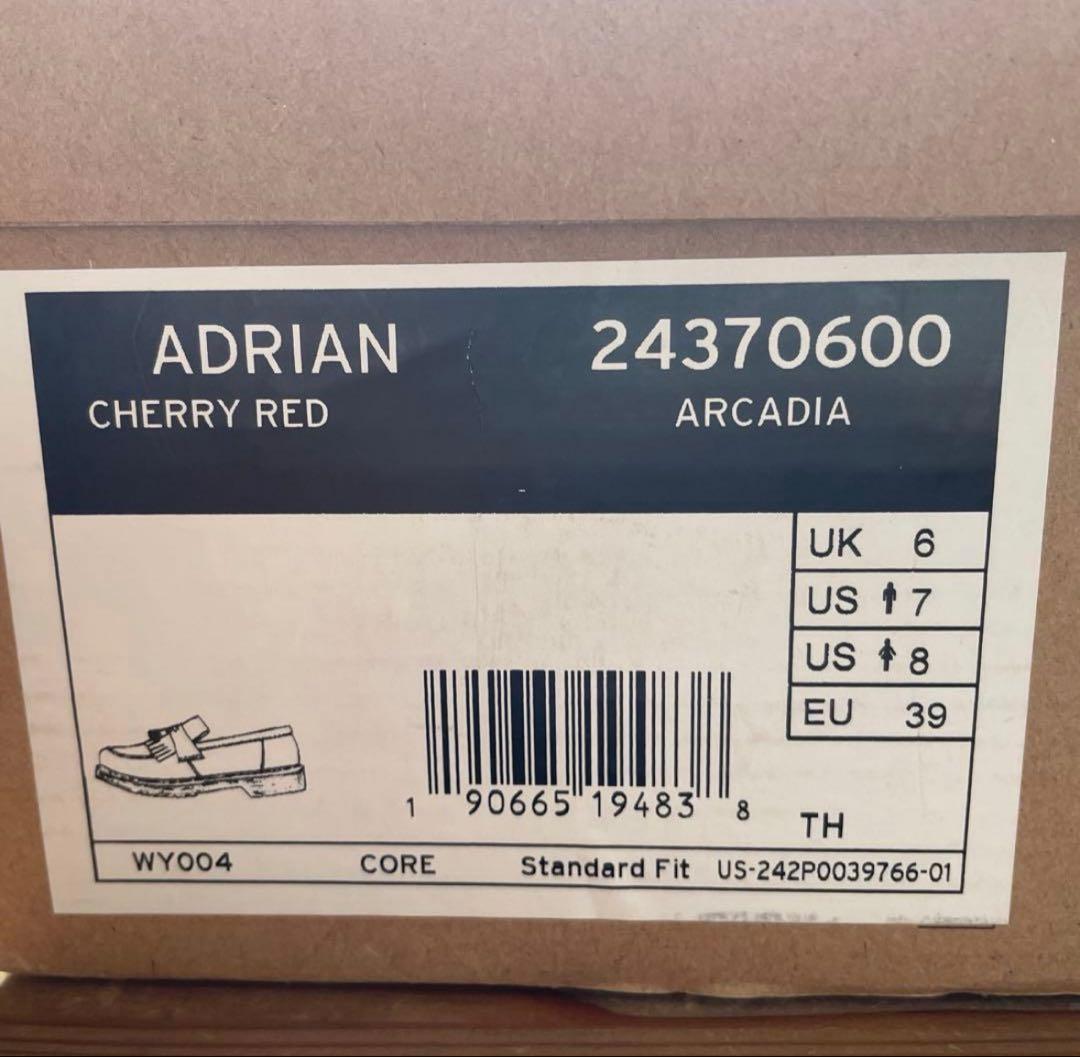 ADRIAN 24370600
CHERRY RED ARCADIA
UK 6
US 7
US 8
EU 39
1 90665 19483 8
TH
WY004 CORE Standard Fit US-242P0039766-01